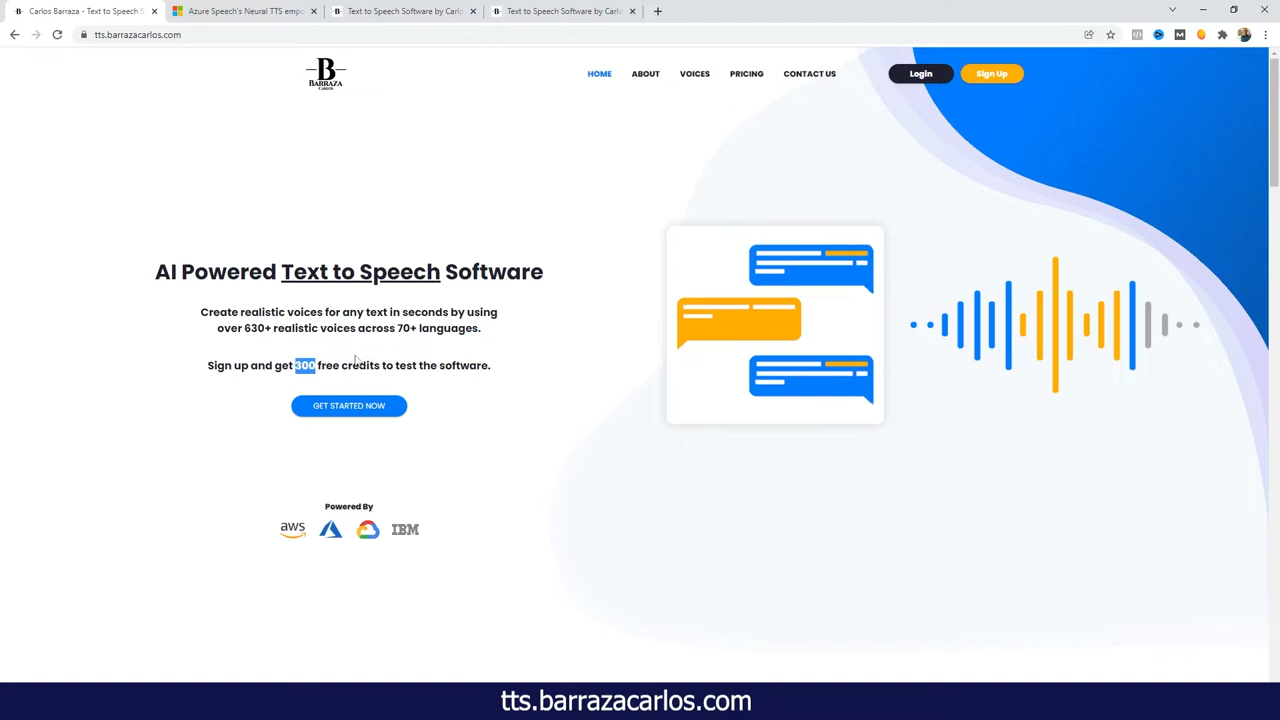 Carlos Barraza - Text to Speech S
Azure Speech's Neural TTS empo
Text to Speech Software by Carlo
Text to Speech Software by Carlo
tts.barrazacarlos.com
B
BARRAZA
CARLOS
HOME
ABOUT
VOICES
PRICING
CONTACT US
Login
Sign Up
AI Powered Text to Speech Software
Create realistic voices for any text in seconds by using
over 630+ realistic voices across 70+ languages.
Sign up and get 300 free credits to test the software.
GET STARTED NOW
Powered By
aws
IBM
tts.barrazacarlos.com